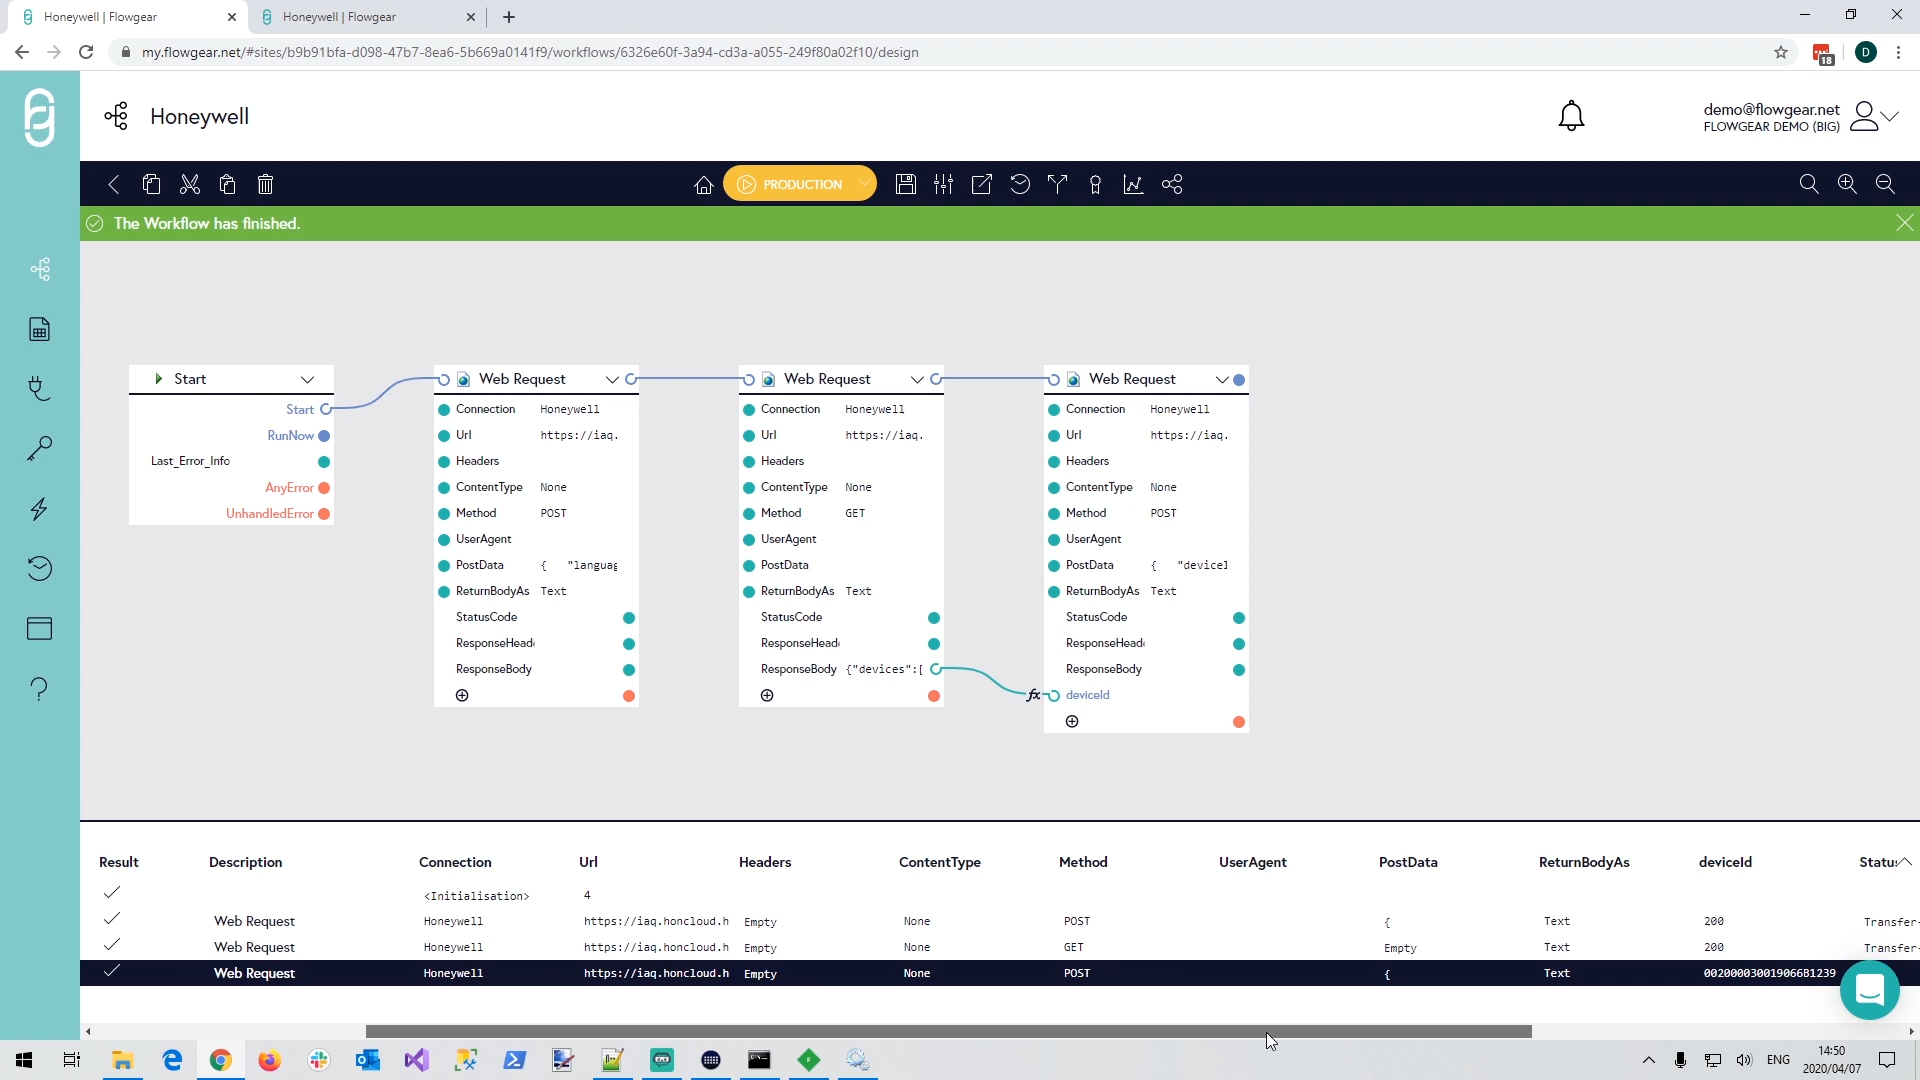 Honeywell | Flowgear
Honeywell | Flowgear
my.flowgear.net/#sites/b9b91bfa-d098-47b7-8ea6-5b669a0141f9/workflows/6326e60f-3a94-cd3a-a055-249f80a02f10/design
18
D
Honeywell
demo@flowgear.net
FLOWGEAR DEMO (BIG)
PRODUCTION
The Workflow has finished.
Start
Start
RunNow
Last_Error_Info
AnyError
UnhandledError
Web Request
Connection Honeywell
Url https://iaq.
Headers
ContentType None
Method POST
UserAgent
PostData { "languag
ReturnBodyAs Text
StatusCode
ResponseHead
ResponseBody
Web Request
Connection Honeywell
Url https://iaq.
Headers
ContentType None
Method GET
UserAgent
PostData
ReturnBodyAs Text
StatusCode
ResponseHead
ResponseBody {"devices":[
Web Request
Connection Honeywell
Url https://iaq.
Headers
ContentType None
Method POST
UserAgent
PostData { "deviceI
ReturnBodyAs Text
StatusCode
ResponseHead
ResponseBody
fx deviceId
Result Description Connection Url Headers ContentType Method UserAgent PostData ReturnBodyAs deviceId Statu
<Initialisation> 4
Web Request Honeywell https://iaq.honcloud.h Empty None POST { Text 200 Transfer-
Web Request Honeywell https://iaq.honcloud.h Empty None GET Empty Text 200 Transfer-
Web Request Honeywell https://iaq.honcloud.h Empty None POST { Text 002000030019066B1239
ENG
14:50
2020/04/07